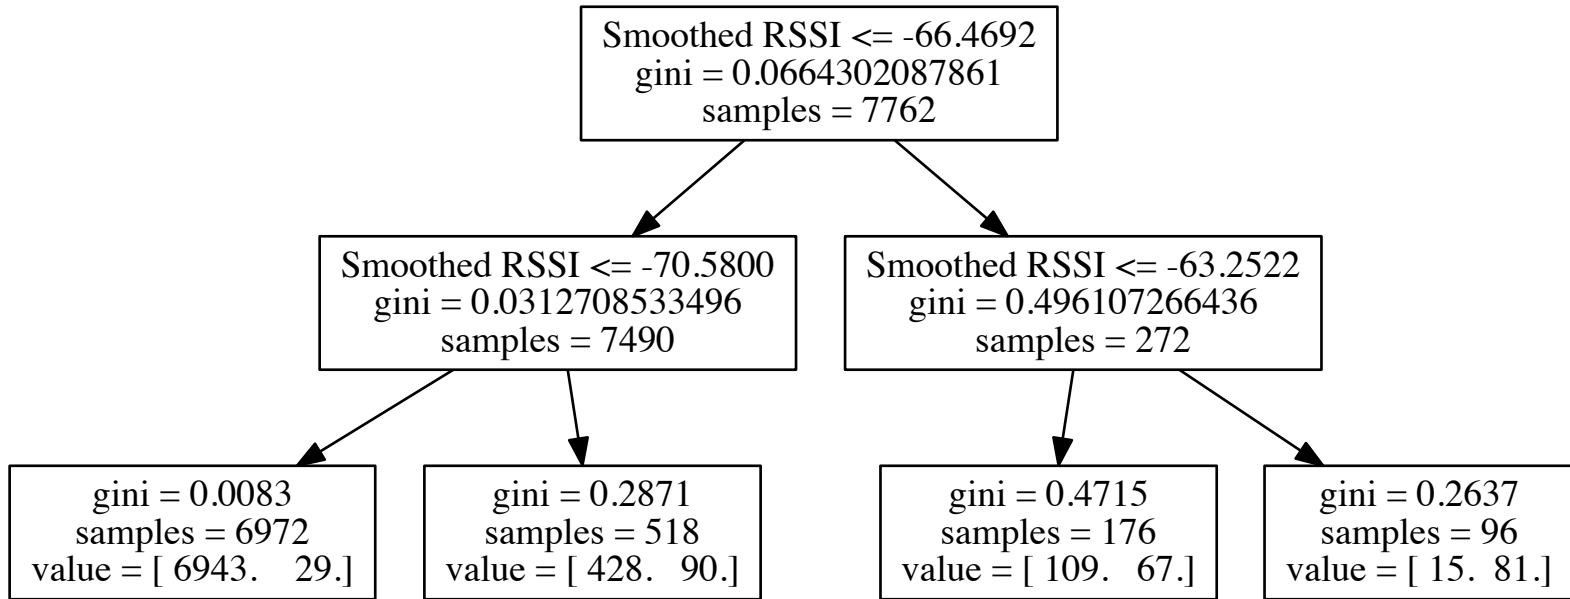 Smoothed RSSI <= -66.4692
gini = 0.0664302087861
samples = 7762
Smoothed RSSI <= -70.5800
gini = 0.0312708533496
samples = 7490
Smoothed RSSI <= -63.2522
gini = 0.496107266436
samples = 272
gini = 0.0083
samples = 6972
value = [ 6943.    29.]
gini = 0.2871
samples = 518
value = [ 428.   90.]
gini = 0.4715
samples = 176
value = [ 109.   67.]
gini = 0.2637
samples = 96
value = [ 15.  81.]